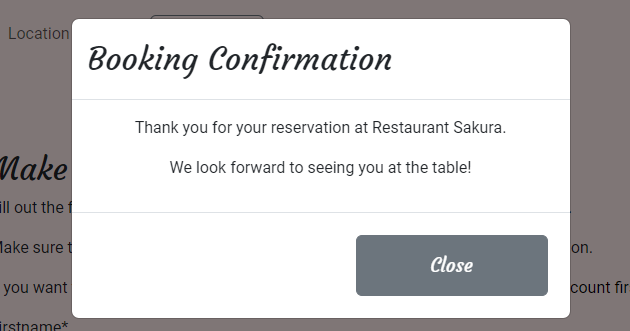 Location
Booking Confirmation
Thank you for your reservation at Restaurant Sakura.
We look forward to seeing you at the table!
Make
ill out the f
Make sure t
on.
you want
count fir
irstname*
Close